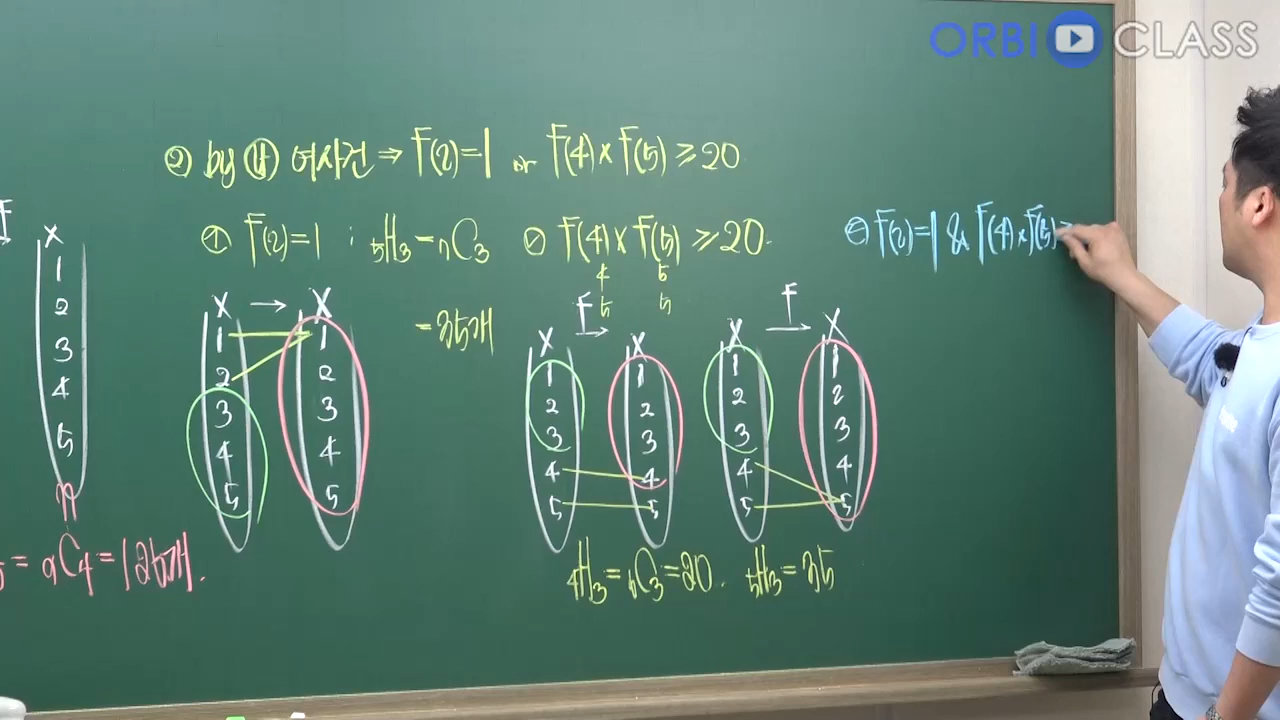 ORBI CLASS
② by ㈏ 여사건 ⇒ f(2)=1 or f(4)×f(5)≥20
① f(2)=1 : ₅H₃=₇C₃
=35개
X → X
1 1
2 2
3 3
4 4
5 5
② f(4)×f(5)≥20.
4 5
5 5
f
X → X
1 1
2 2
3 3
4 4
5 5
₄H₃=₆C₃=20.
f
X → X
1 1
2 2
3 3
4 4
5 5
₅H₃=35
f(2)=1 & f(4)×f(5)≥
f
X
1
2
3
4
5
= ₉C₄=125개.